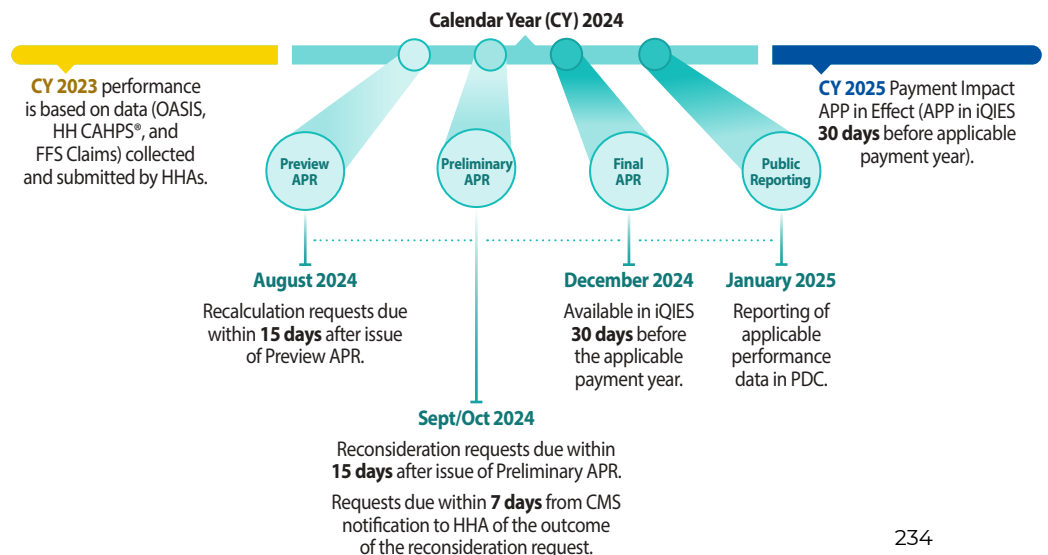 Calendar Year (CY) 2024
CY 2023 performance
is based on data (OASIS,
HH CAHPS®, and
FFS Claims) collected
and submitted by HHAs.
CY 2025 Payment Impact
APP in Effect (APP in iQIES
30 days before applicable
payment year).
Preview
APR
Preliminary
APR
Final
APR
Public
Reporting
August 2024
Recalculation requests due
within 15 days after issue
of Preview APR.
Sept/Oct 2024
Reconsideration requests due within
15 days after issue of Preliminary APR.
Requests due within 7 days from CMS
notification to HHA of the outcome
of the reconsideration request.
December 2024
Available in iQIES
30 days before
the applicable
payment year.
January 2025
Reporting of
applicable
performance
data in PDC.
234